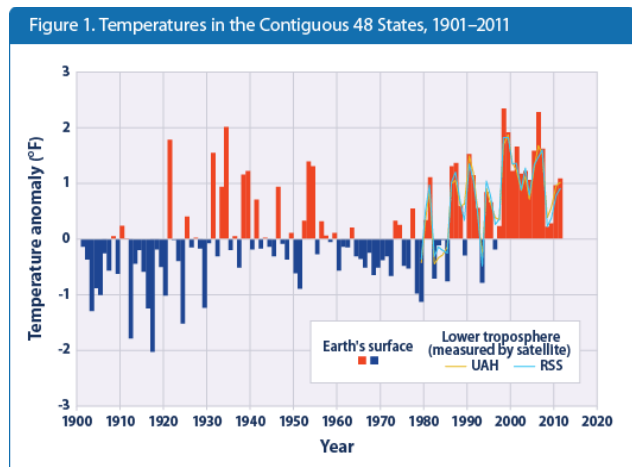 Figure 1. Temperatures in the Contiguous 48 States, 1901–2011
3
2
1
0
-1
-2
-3
Temperature anomaly (°F)
Earth's surface
Lower troposphere
(measured by satellite)
UAH
RSS
1900 1910 1920 1930 1940 1950 1960 1970 1980 1990 2000 2010 2020
Year